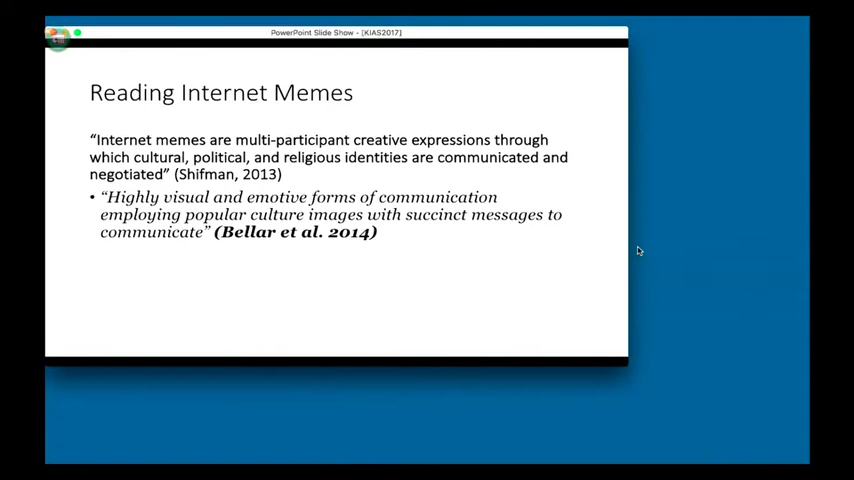 PowerPoint Slide Show - [KIAS2017]
Reading Internet Memes
“Internet memes are multi-participant creative expressions through
which cultural, political, and religious identities are communicated and
negotiated” (Shifman, 2013)
• “Highly visual and emotive forms of communication
employing popular culture images with succinct messages to
communicate” (Bellar et al. 2014)